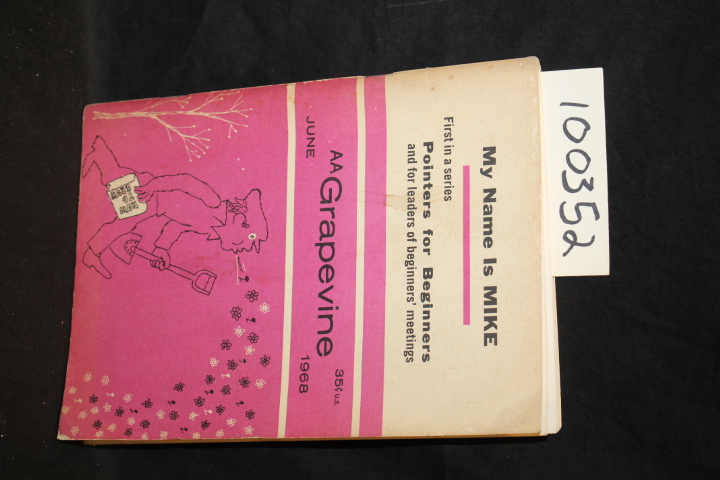 My Name Is MIKE
First in a series
Pointers for Beginners
and for leaders of beginners' meetings
AA Grapevine
JUNE
35¢ U.S.
1968
100352